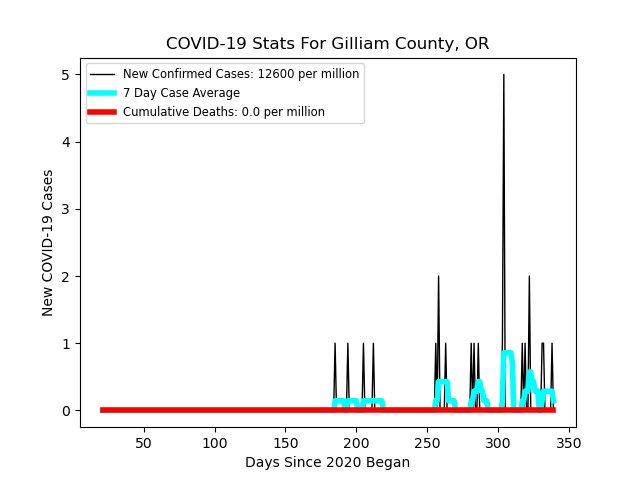 COVID-19 Stats For Gilliam County, OR
New Confirmed Cases: 12600 per million
7 Day Case Average
Cumulative Deaths: 0.0 per million
New COVID-19 Cases
5
4
3
2
1
0
50 100 150 200 250 300 350
Days Since 2020 Began